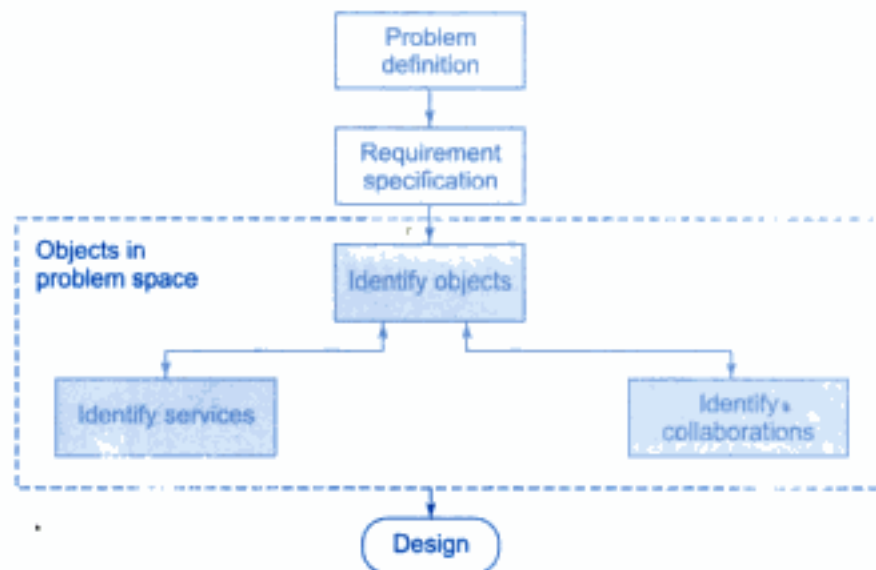 Problem
definition
Requirement
specification
Objects in
problem space
Identify objects
Identify services
Identify
collaborations
Design